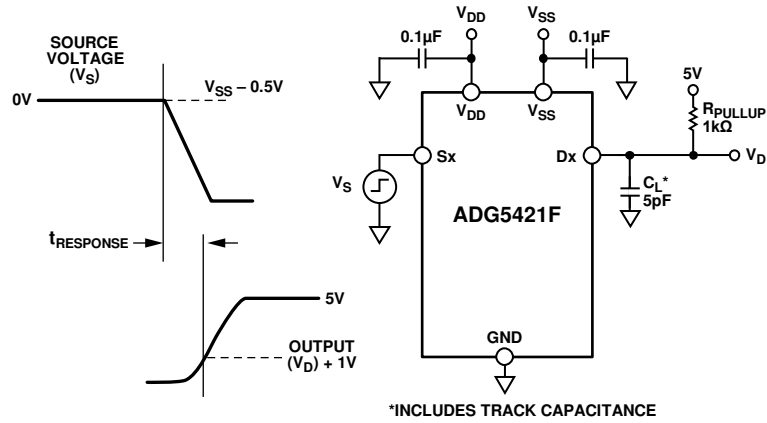 SOURCE
VOLTAGE
(VS)
0V
VSS – 0.5V
tRESPONSE
5V
OUTPUT
(VD) + 1V
VDD
VSS
0.1µF
0.1µF
VDD
VSS
5V
RPULLUP
1kΩ
Sx
Dx
VD
VS
CL*
5pF
ADG5421F
GND
*INCLUDES TRACK CAPACITANCE